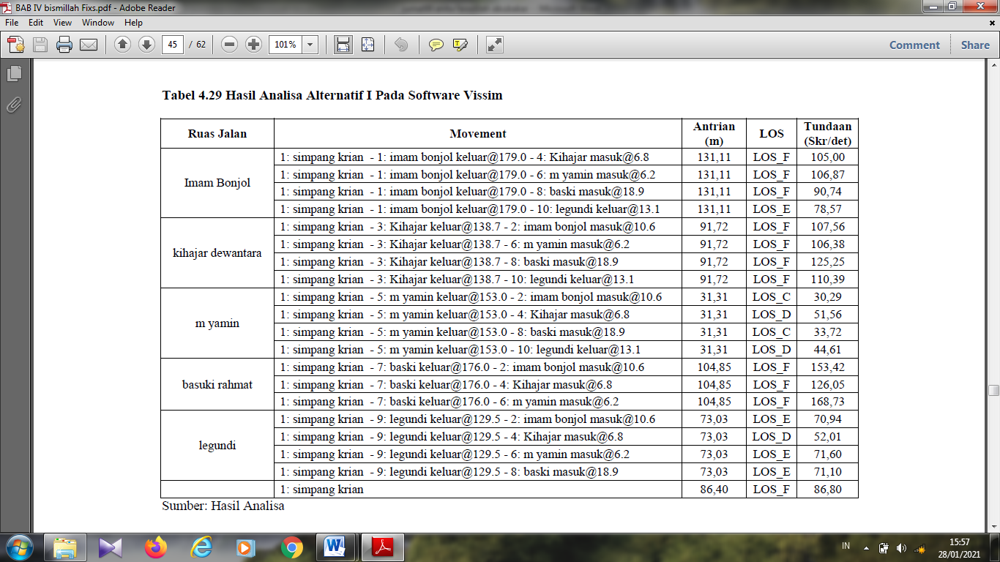 BAB IV bismillah Fixs.pdf - Adobe Reader
File Edit View Window Help
45 / 62 101% Comment Share
Tabel 4.29 Hasil Analisa Alternatif I Pada Software Vissim
Ruas Jalan Movement Antrian (m) LOS Tundaan (Skr/det)
Imam Bonjol
1: simpang krian - 1: imam bonjol keluar@179.0 - 4: Kihajar masuk@6.8 131,11 LOS_F 105,00
1: simpang krian - 1: imam bonjol keluar@179.0 - 6: m yamin masuk@6.2 131,11 LOS_F 106,87
1: simpang krian - 1: imam bonjol keluar@179.0 - 8: baski masuk@18.9 131,11 LOS_F 90,74
1: simpang krian - 1: imam bonjol keluar@179.0 - 10: legundi keluar@13.1 131,11 LOS_E 78,57
kihajar dewantara
1: simpang krian - 3: Kihajar keluar@138.7 - 2: imam bonjol masuk@10.6 91,72 LOS_F 107,56
1: simpang krian - 3: Kihajar keluar@138.7 - 6: m yamin masuk@6.2 91,72 LOS_F 106,38
1: simpang krian - 3: Kihajar keluar@138.7 - 8: baski masuk@18.9 91,72 LOS_F 125,25
1: simpang krian - 3: Kihajar keluar@138.7 - 10: legundi keluar@13.1 91,72 LOS_F 110,39
m yamin
1: simpang krian - 5: m yamin keluar@153.0 - 2: imam bonjol masuk@10.6 31,31 LOS_C 30,29
1: simpang krian - 5: m yamin keluar@153.0 - 4: Kihajar masuk@6.8 31,31 LOS_D 51,56
1: simpang krian - 5: m yamin keluar@153.0 - 8: baski masuk@18.9 31,31 LOS_C 33,72
1: simpang krian - 5: m yamin keluar@153.0 - 10: legundi keluar@13.1 31,31 LOS_D 44,61
basuki rahmat
1: simpang krian - 7: baski keluar@176.0 - 2: imam bonjol masuk@10.6 104,85 LOS_F 153,42
1: simpang krian - 7: baski keluar@176.0 - 4: Kihajar masuk@6.8 104,85 LOS_F 126,05
1: simpang krian - 7: baski keluar@176.0 - 6: m yamin masuk@6.2 104,85 LOS_F 168,73
legundi
1: simpang krian - 9: legundi keluar@129.5 - 2: imam bonjol masuk@10.6 73,03 LOS_E 70,94
1: simpang krian - 9: legundi keluar@129.5 - 4: Kihajar masuk@6.8 73,03 LOS_D 52,01
1: simpang krian - 9: legundi keluar@129.5 - 6: m yamin masuk@6.2 73,03 LOS_E 71,60
1: simpang krian - 9: legundi keluar@129.5 - 8: baski masuk@18.9 73,03 LOS_E 71,10
1: simpang krian 86,40 LOS_F 86,80
Sumber: Hasil Analisa
IN 15:57
28/01/2021